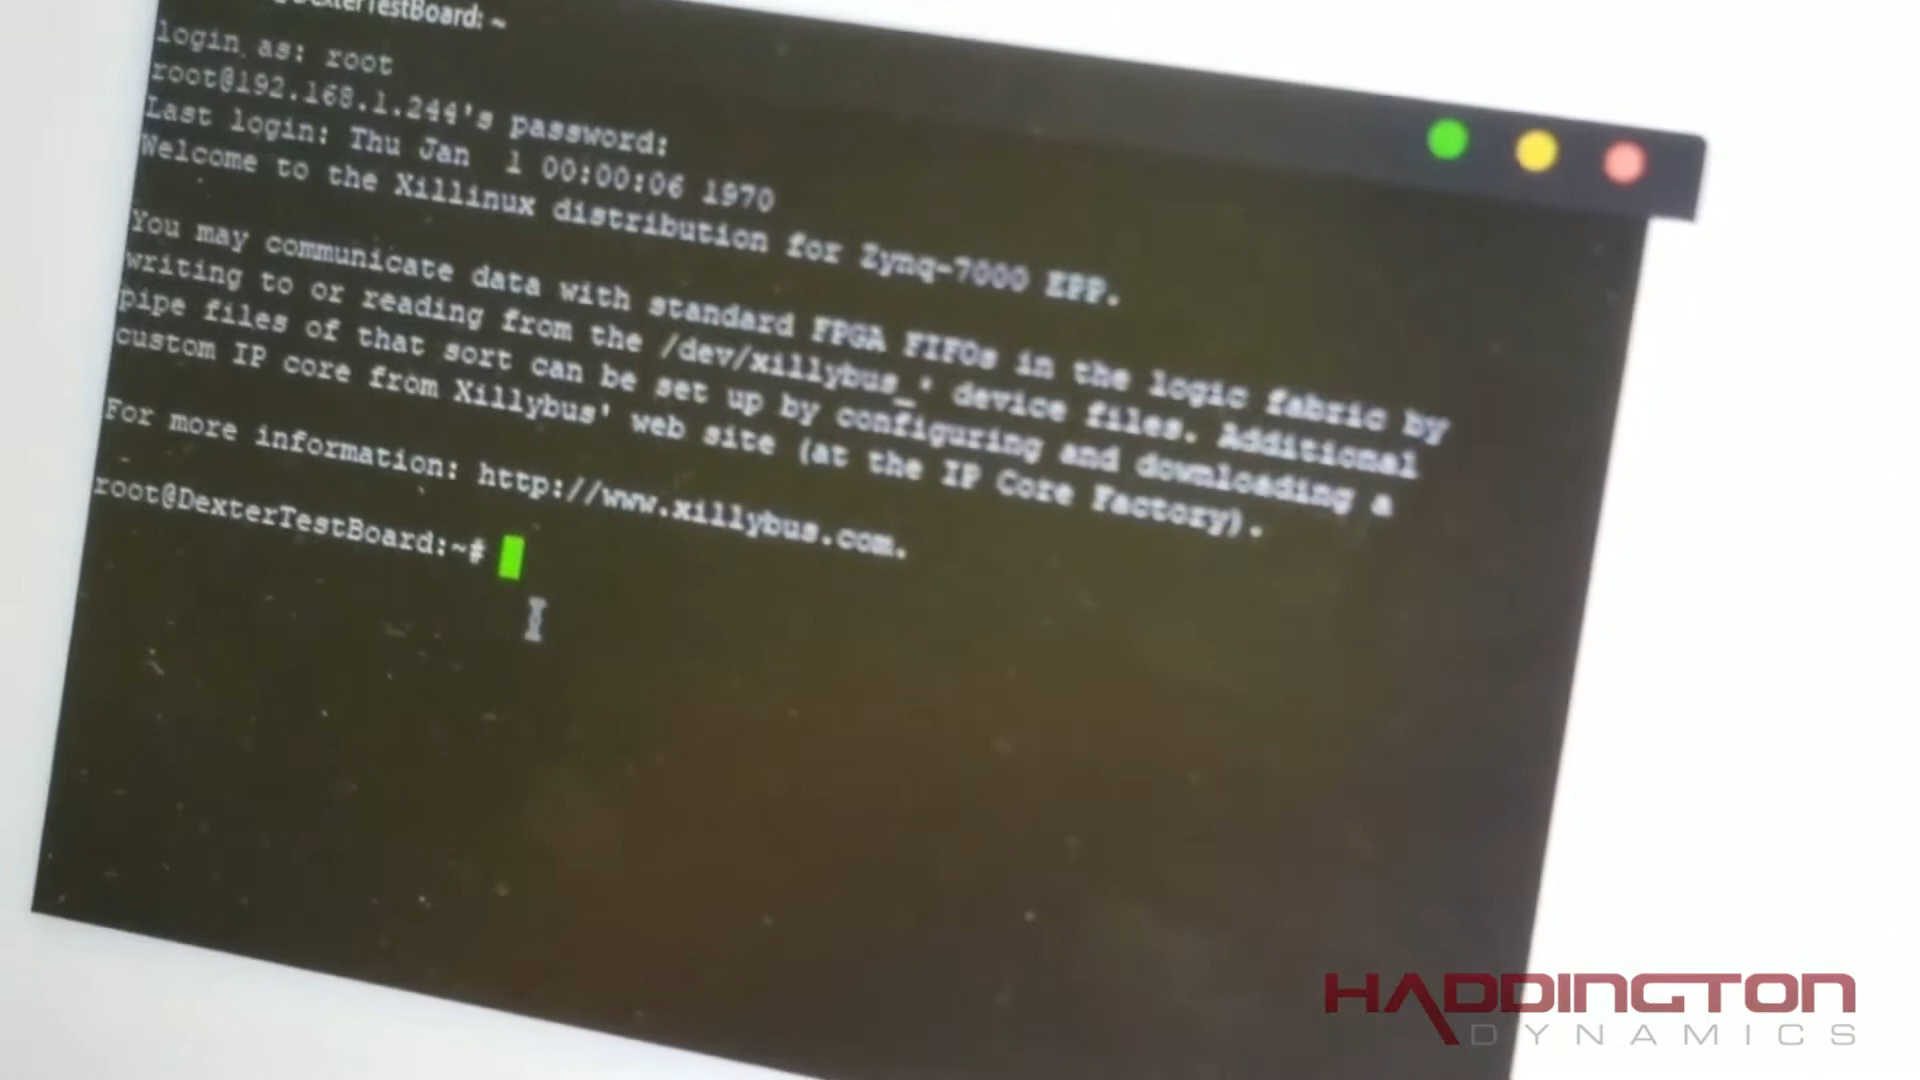 DexterTestBoard: ~
login as: root
root@192.168.1.244's password:
Last login: Thu Jan 1 00:00:06 1970
Welcome to the Xillinux distribution for Zynq-7000 EPP.
You may communicate data with standard FPGA FIFOs in the logic fabric by
writing to or reading from the /dev/xillybus_* device files. Additional
pipe files of that sort can be set up by configuring and downloading a
custom IP core from Xillybus' web site (at the IP Core Factory).
For more information: http://www.xillybus.com.
root@DexterTestBoard:~#
HADDINGTON
DYNAMICS